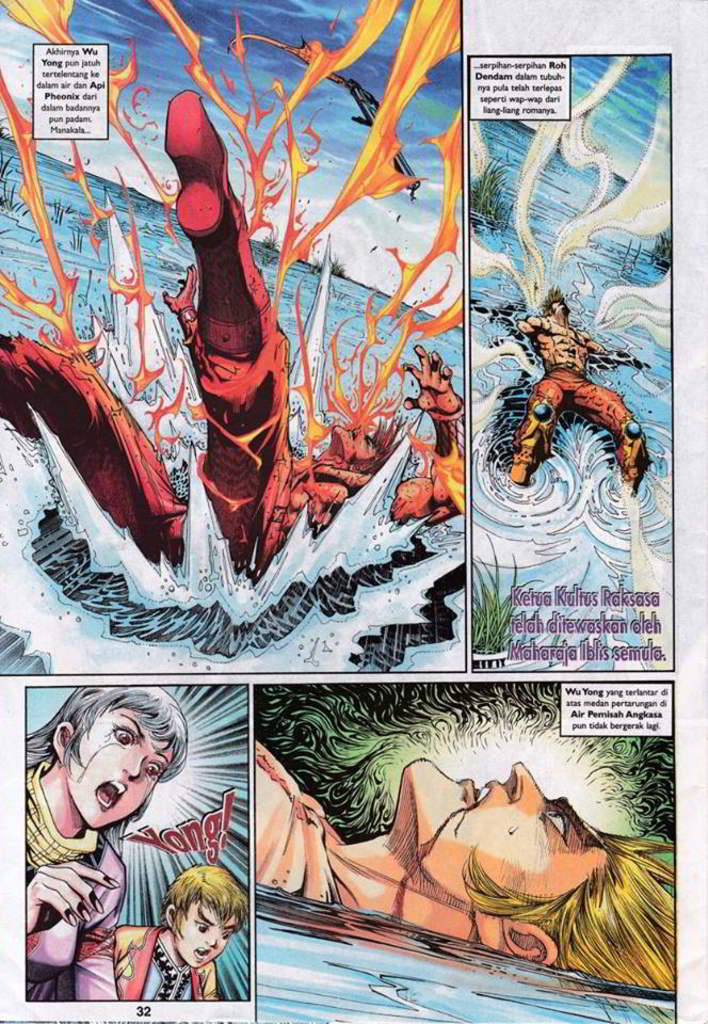 Akhirnya Wu
Yong pun jatuh
tertelentang ke
dalam air dan Api
Pheonix dari
dalam badannya
pun padam.
Manakala...
...serpihan-serpihan Roh
Dendam dalam tubuh-
nya pula telah terlepas
seperti wap-wap dari
liang-liang romanya.
Ketua Kultus Raksasa
telah ditewaskan oleh
Maharaja Iblis semula.
Yong!
Wu Yong yang terlantar di
atas medan pertarungan di
Air Pemisah Angkasa
pun tidak bergerak lagi.
32